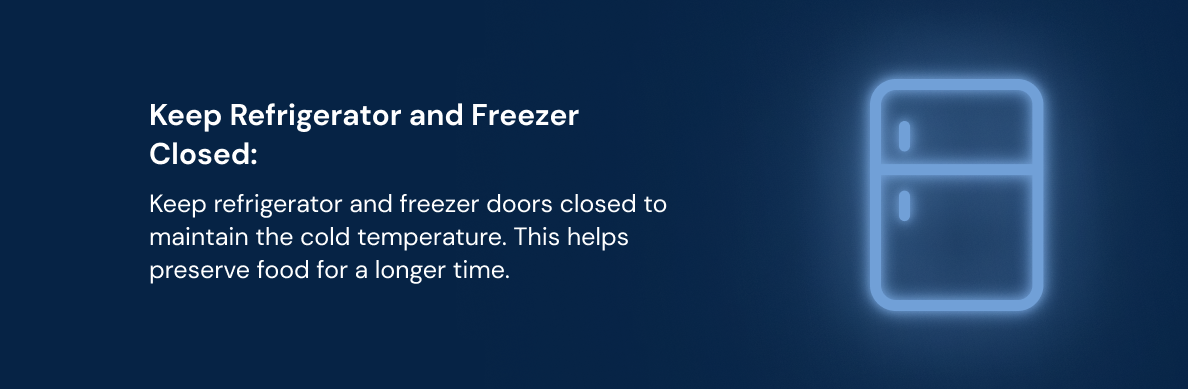 Keep Refrigerator and Freezer
Closed:
Keep refrigerator and freezer doors closed to
maintain the cold temperature. This helps
preserve food for a longer time.